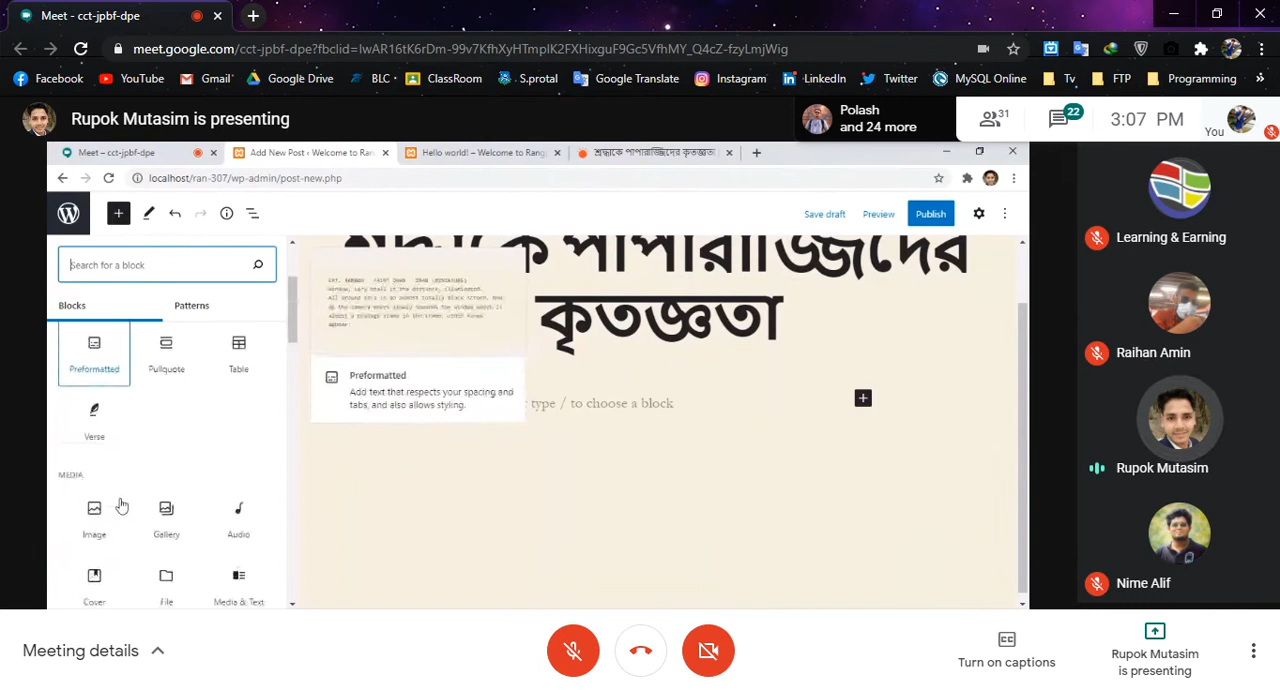 Meet - cct-jpbf-dpe
meet.google.com/cct-jpbf-dpe?fbclid=IwAR16tK6rDm-99v7KfhXyHTmpIK2FXHixguF9Gc5VfhMY_Q4cZ-fzyLmjWig
Facebook YouTube Gmail Google Drive BLC ClassRoom S.protal Google Translate Instagram LinkedIn Twitter MySQL Online Tv FTP Programming
Rupok Mutasim is presenting
Polash
and 24 more
31
22
3:07 PM
You
Meet – cct-jpbf-dpe
Add New Post ‹ Welcome to Ran
Hello world! – Welcome to Rang
শ্রদ্ধাকে পাপারাজ্জিদের কৃতজ্ঞতা
localhost/ran-307/wp-admin/post-new.php
Save draft Preview Publish
Search for a block
Blocks Patterns
Preformatted Pullquote Table
Verse
MEDIA
Image Gallery Audio
Cover File Media & Text
শ্রদ্ধাকে পাপারাজ্জিদের
কৃতজ্ঞতা
Preformatted
Add text that respects your spacing and
tabs, and also allows styling.
type / to choose a block
Learning & Earning
Raihan Amin
Rupok Mutasim
Nime Alif
Meeting details
Turn on captions
Rupok Mutasim
is presenting